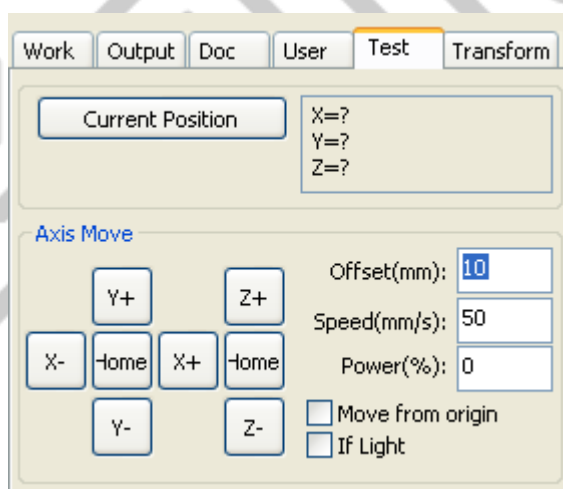 Work Output Doc User Test Transform
Current Position
X=?
Y=?
Z=?
Axis Move
Offset(mm): 10
Y+ Z+
Speed(mm/s): 50
X- Home X+ Home
Power(%): 0
Y- Z-
Move from origin
If Light